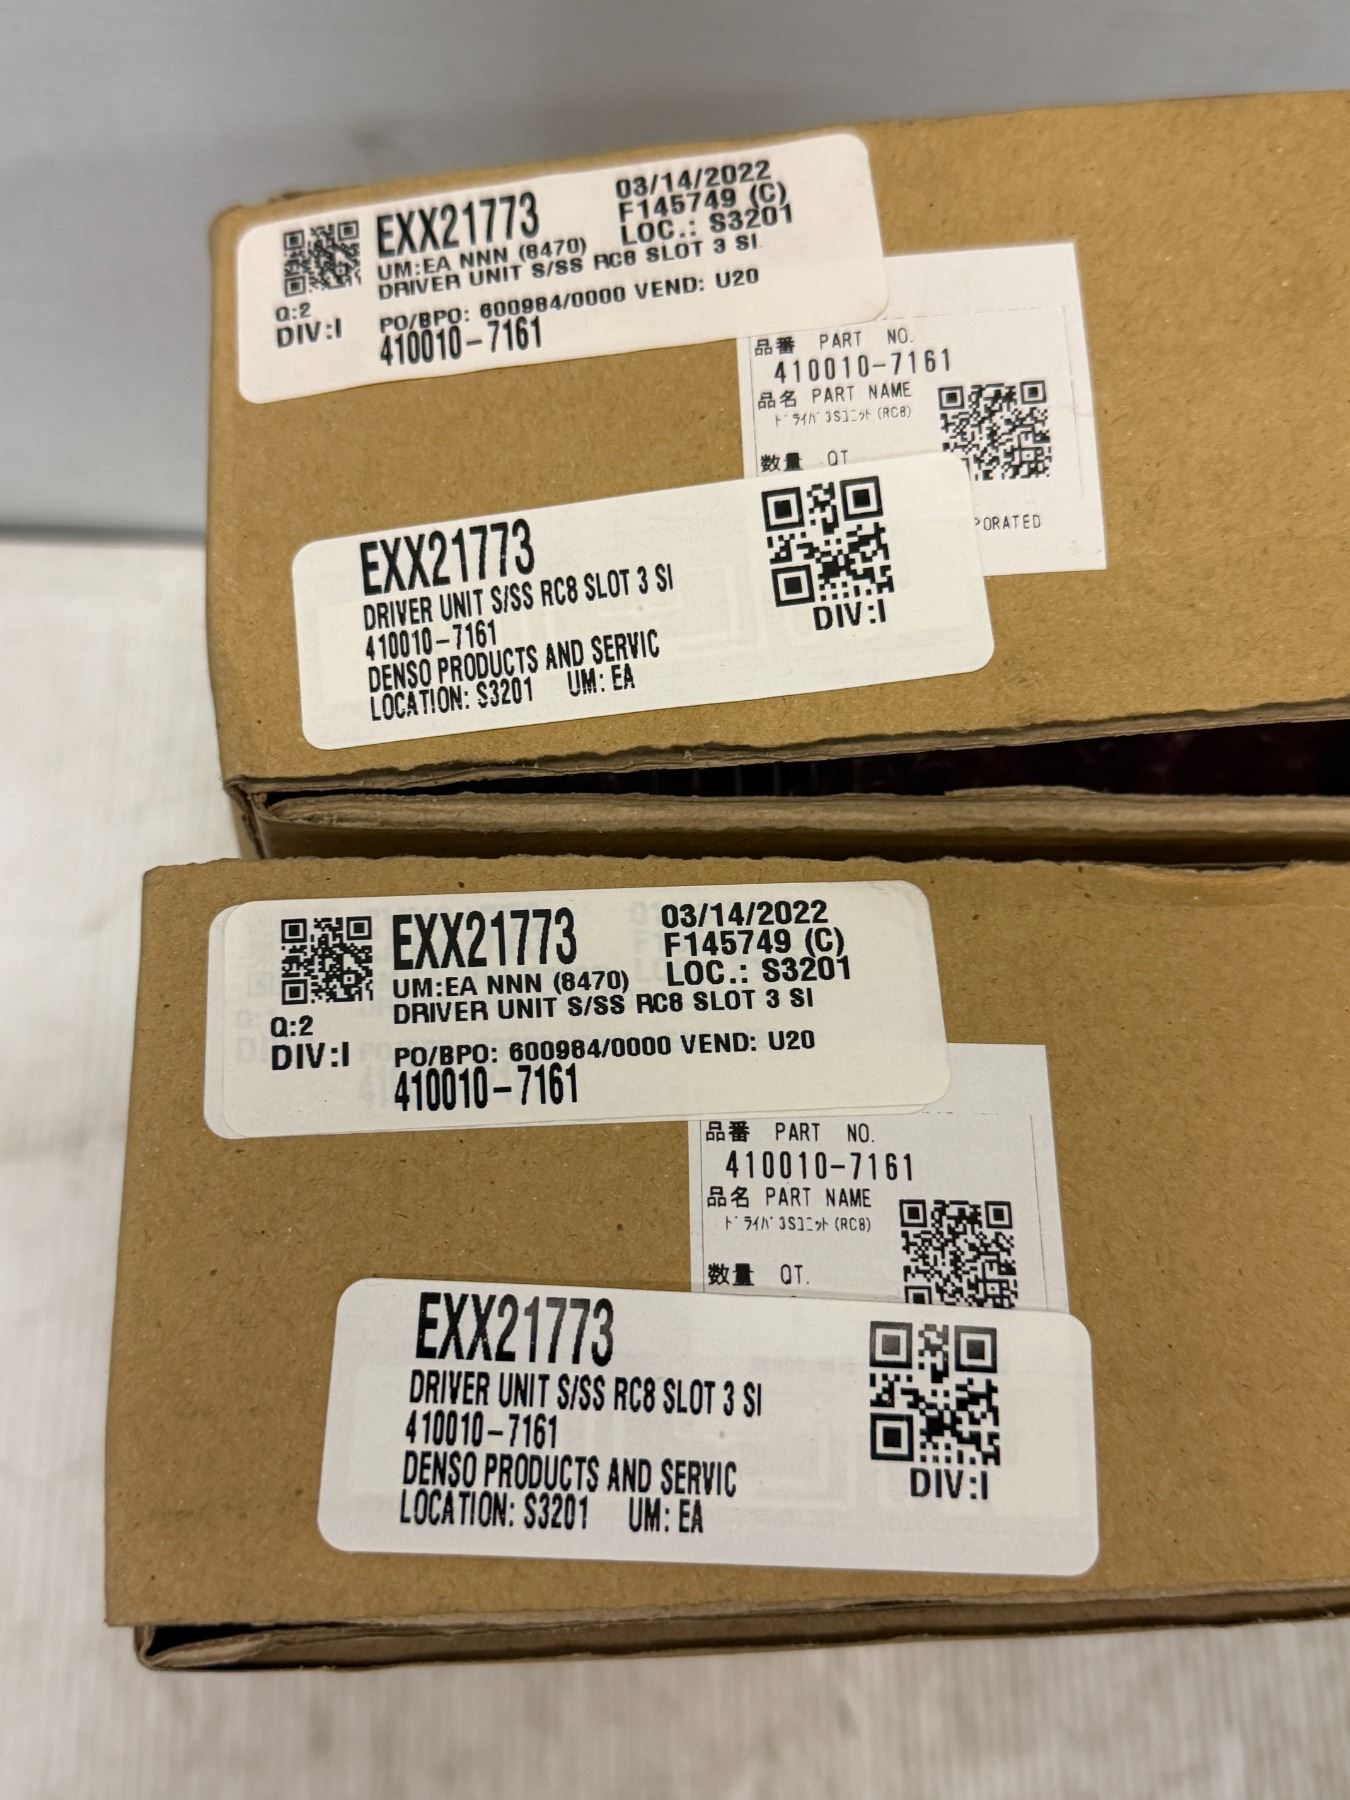 EXX21773
03/14/2022
F145749 (C)
LOC.: S3201
UM:EA NNN (8470)
DRIVER UNIT S/SS RC8 SLOT 3 SI
Q:2
DIV:I
PO/BPO: 600984/0000 VEND: U20
410010-7161
品番 PART NO.
410010-7161
品名 PART NAME
ドライバ3Sユニット(RC8)
数量 QT
PORATED
EXX21773
DRIVER UNIT S/SS RC8 SLOT 3 SI
410010-7161
DENSO PRODUCTS AND SERVIC
LOCATION: S3201 UM: EA
DIV:I
EXX21773
03/14/2022
F145749 (C)
LOC.: S3201
UM:EA NNN (8470)
DRIVER UNIT S/SS RC8 SLOT 3 SI
Q:2
DIV:I
PO/BPO: 600984/0000 VEND: U20
410010-7161
品番 PART NO.
410010-7161
品名 PART NAME
ドライバ3Sユニット(RC8)
数量 QT.
EXX21773
DRIVER UNIT S/SS RC8 SLOT 3 SI
410010-7161
DENSO PRODUCTS AND SERVIC
LOCATION: S3201 UM: EA
DIV:I